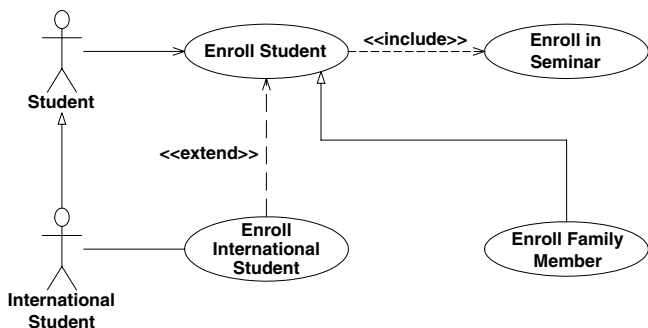 Enroll Student
<<include>>
Enroll in
Seminar
Student
<<extend>>
Enroll
International
Student
Enroll Family
Member
International
Student